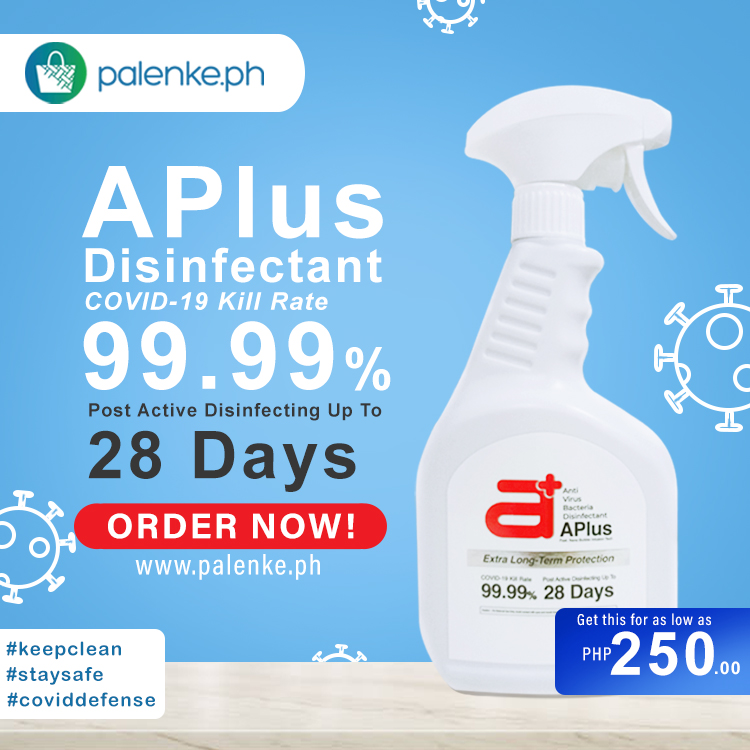 palenke.ph
APlus
Disinfectant
COVID-19 Kill Rate
99.99%
Post Active Disinfecting Up To
28 Days
ORDER NOW!
www.palenke.ph
#keepclean
#staysafe
#coviddefense
a+
Anti
Virus
Bacteria
Disinfectant
APlus
Extra Long-Term Protection
COVID-19 Kill Rate Post Active Disinfecting Up To
99.99% 28 Days
Get this for as low as
PHP250.00